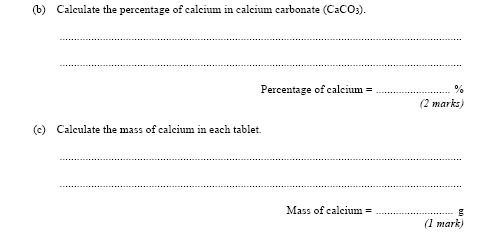 (b) Calculate the percentage of calcium in calcium carbonate (CaCO₃).
Percentage of calcium = .......................... %
(2 marks)
(c) Calculate the mass of calcium in each tablet.
Mass of calcium = .......................... g
(1 mark)